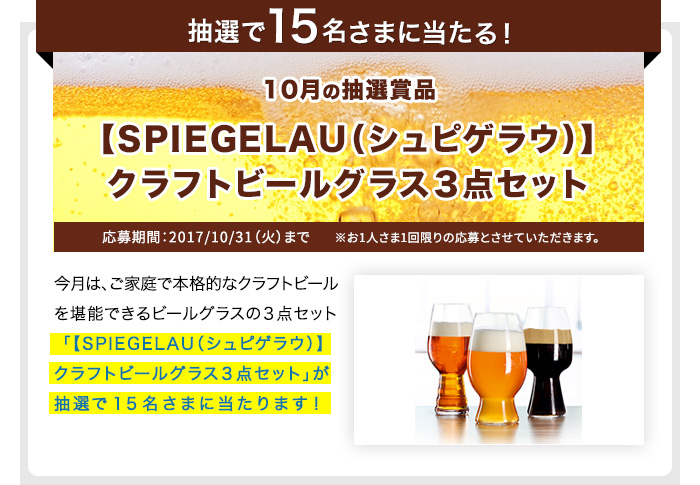 抽選で15名さまに当たる！
10月の抽選賞品
【SPIEGELAU（シュピゲラウ）】
クラフトビールグラス３点セット
応募期間：2017/10/31（火）まで ※お1人さま1回限りの応募とさせていただきます。
今月は、ご家庭で本格的なクラフトビール
を堪能できるビールグラスの３点セット
「【SPIEGELAU（シュピゲラウ）】
クラフトビールグラス３点セット」が
抽選で１５名さまに当たります！